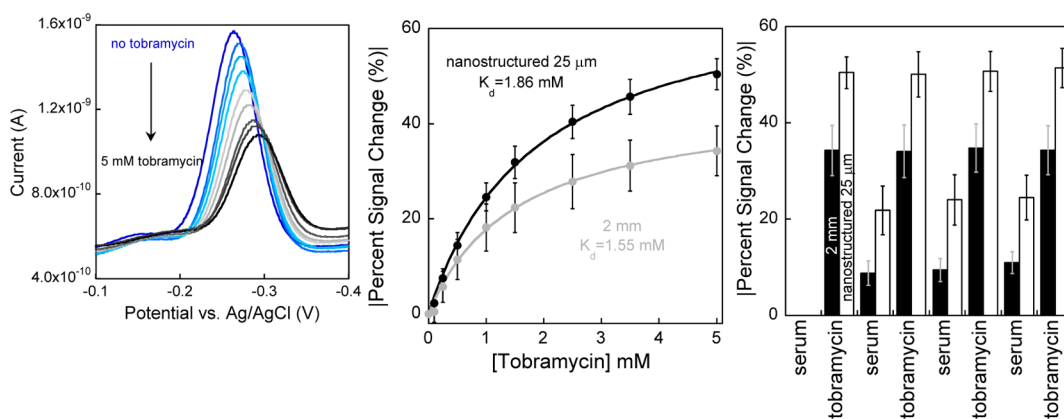 1.6x10⁻⁹
1.2x10⁻⁹
8.0x10⁻¹⁰
4.0x10⁻¹⁰
Current (A)
no tobramycin
5 mM tobramycin
-0.1
-0.2
-0.3
-0.4
Potential vs. Ag/AgCl (V)
60
40
20
0
|Percent Signal Change (%)|
nanostructured 25 μm
K_d=1.86 mM
2 mm
K_d=1.55 mM
0
1
2
3
4
5
[Tobramycin] mM
60
40
20
0
|Percent Signal Change (%)|
2 mm
nanostructured 25 μm
serum
tobramycin
serum
tobramycin
serum
tobramycin
serum
tobramycin